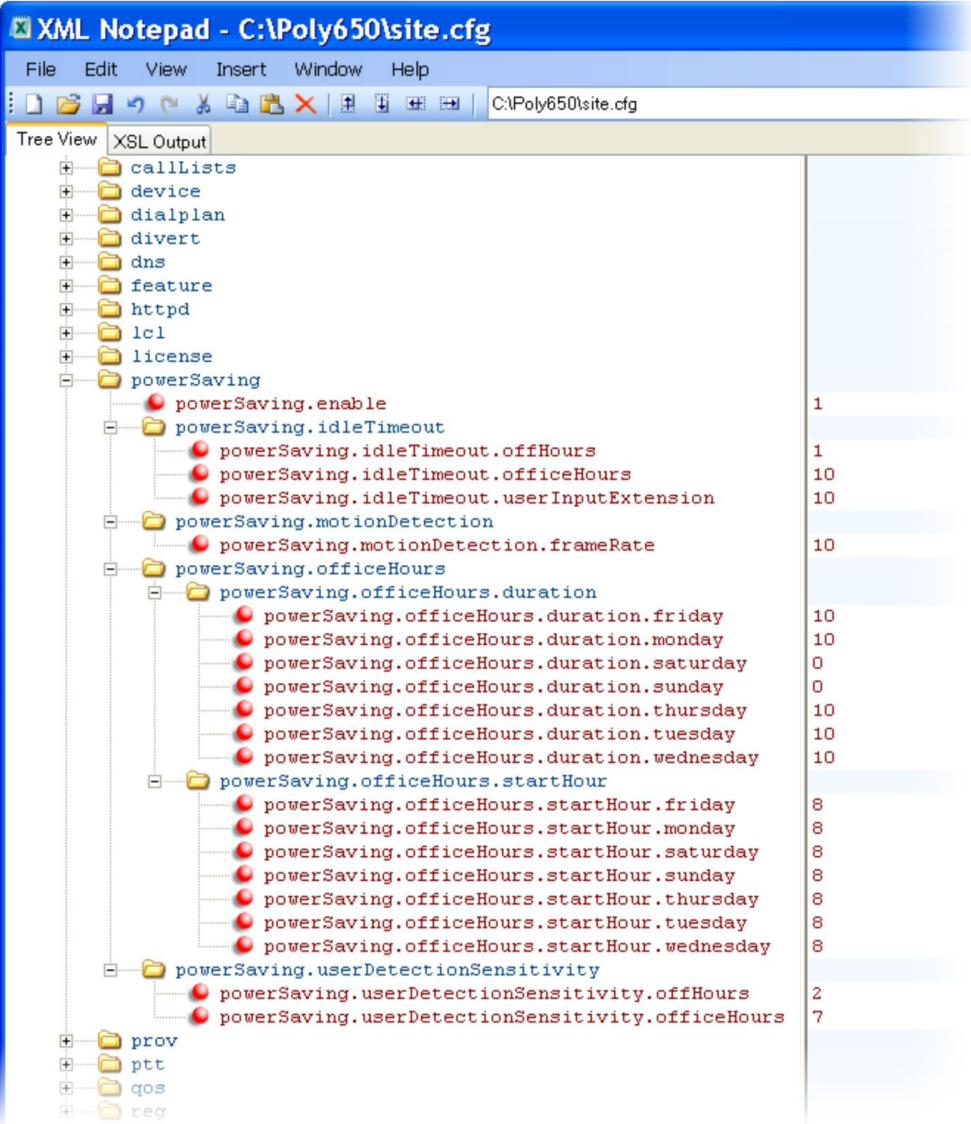 XML Notepad - C:\Poly650\site.cfg
File Edit View Insert Window Help
C:\Poly650\site.cfg
Tree View XSL Output
callLists
device
dialplan
divert
dns
feature
httpd
lcl
license
powerSaving
powerSaving.enable 1
powerSaving.idleTimeout
powerSaving.idleTimeout.offHours 1
powerSaving.idleTimeout.officeHours 10
powerSaving.idleTimeout.userInputExtension 10
powerSaving.motionDetection
powerSaving.motionDetection.frameRate 10
powerSaving.officeHours
powerSaving.officeHours.duration
powerSaving.officeHours.duration.friday 10
powerSaving.officeHours.duration.monday 10
powerSaving.officeHours.duration.saturday 0
powerSaving.officeHours.duration.sunday 0
powerSaving.officeHours.duration.thursday 10
powerSaving.officeHours.duration.tuesday 10
powerSaving.officeHours.duration.wednesday 10
powerSaving.officeHours.startHour
powerSaving.officeHours.startHour.friday 8
powerSaving.officeHours.startHour.monday 8
powerSaving.officeHours.startHour.saturday 8
powerSaving.officeHours.startHour.sunday 8
powerSaving.officeHours.startHour.thursday 8
powerSaving.officeHours.startHour.tuesday 8
powerSaving.officeHours.startHour.wednesday 8
powerSaving.userDetectionSensitivity
powerSaving.userDetectionSensitivity.offHours 2
powerSaving.userDetectionSensitivity.officeHours 7
prov
ptt
qos
reg